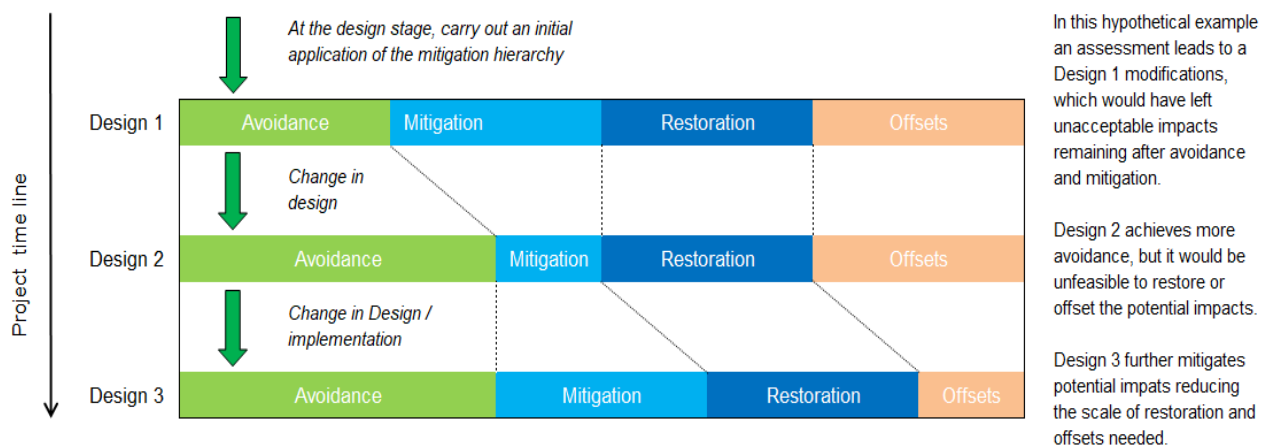 At the design stage, carry out an initial
application of the mitigation hierarchy
Design 1
Avoidance
Mitigation
Restoration
Offsets
Change in
design
Design 2
Avoidance
Mitigation
Restoration
Offsets
Change in Design /
implementation
Design 3
Avoidance
Mitigation
Restoration
Offsets
Project time line
In this hypothetical example
an assessment leads to a
Design 1 modifications,
which would have left
unacceptable impacts
remaining after avoidance
and mitigation.
Design 2 achieves more
avoidance, but it would be
unfeasible to restore or
offset the potential impacts.
Design 3 further mitigates
potential impats reducing
the scale of restoration and
offsets needed.